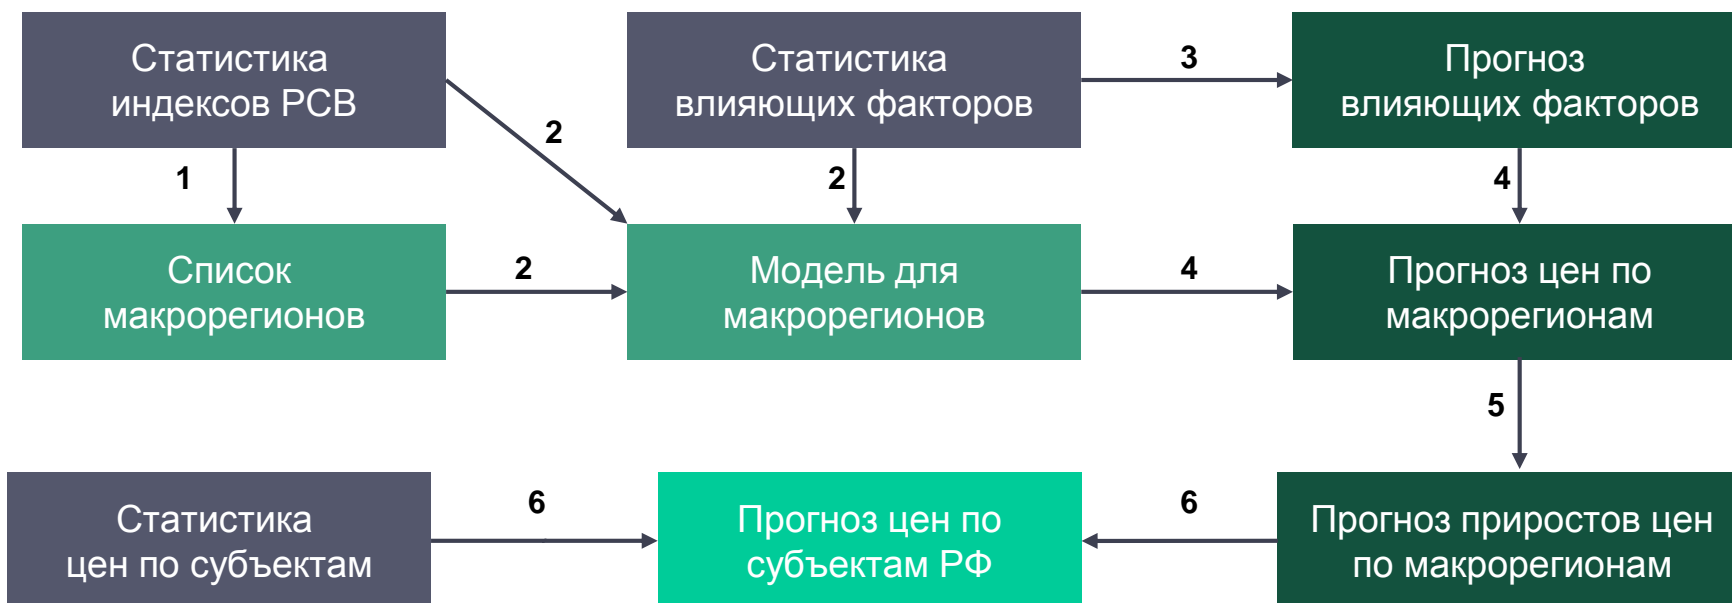 Статистика
индексов РСВ
Статистика
влияющих факторов
3
Прогноз
влияющих факторов
1
2
2
4
Список
макрорегионов
2
Модель для
макрорегионов
4
Прогноз цен по
макрорегионам
5
Статистика
цен по субъектам
6
Прогноз цен по
субъектам РФ
6
Прогноз приростов цен
по макрорегионам